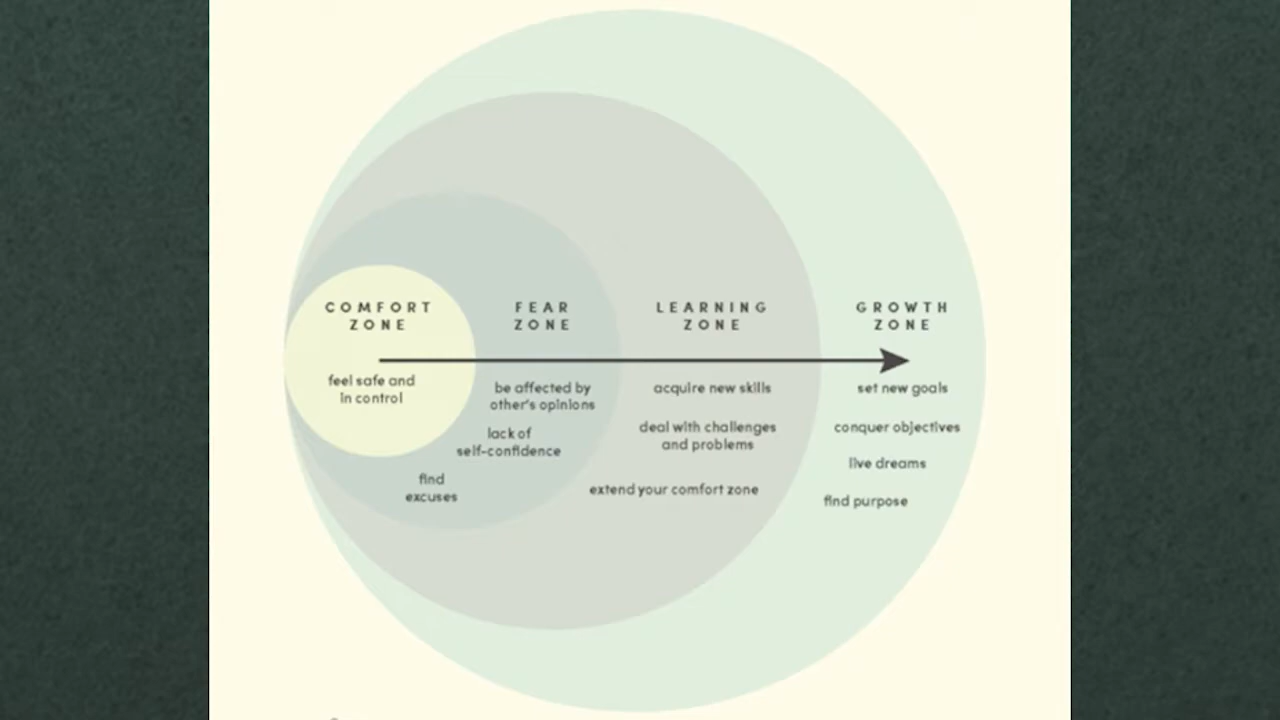 COMFORT
ZONE
feel safe and
in control
FEAR
ZONE
be affected by
other's opinions
lack of
self-confidence
find
excuses
LEARNING
ZONE
acquire new skills
deal with challenges
and problems
extend your comfort zone
GROWTH
ZONE
set new goals
conquer objectives
live dreams
find purpose